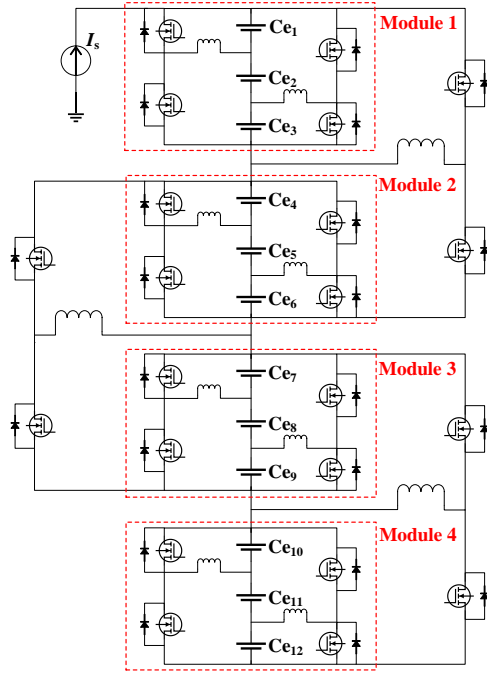 Module 1
Is
Ce1
Ce2
Ce3
Module 2
Ce4
Ce5
Ce6
Module 3
Ce7
Ce8
Ce9
Module 4
Ce10
Ce11
Ce12